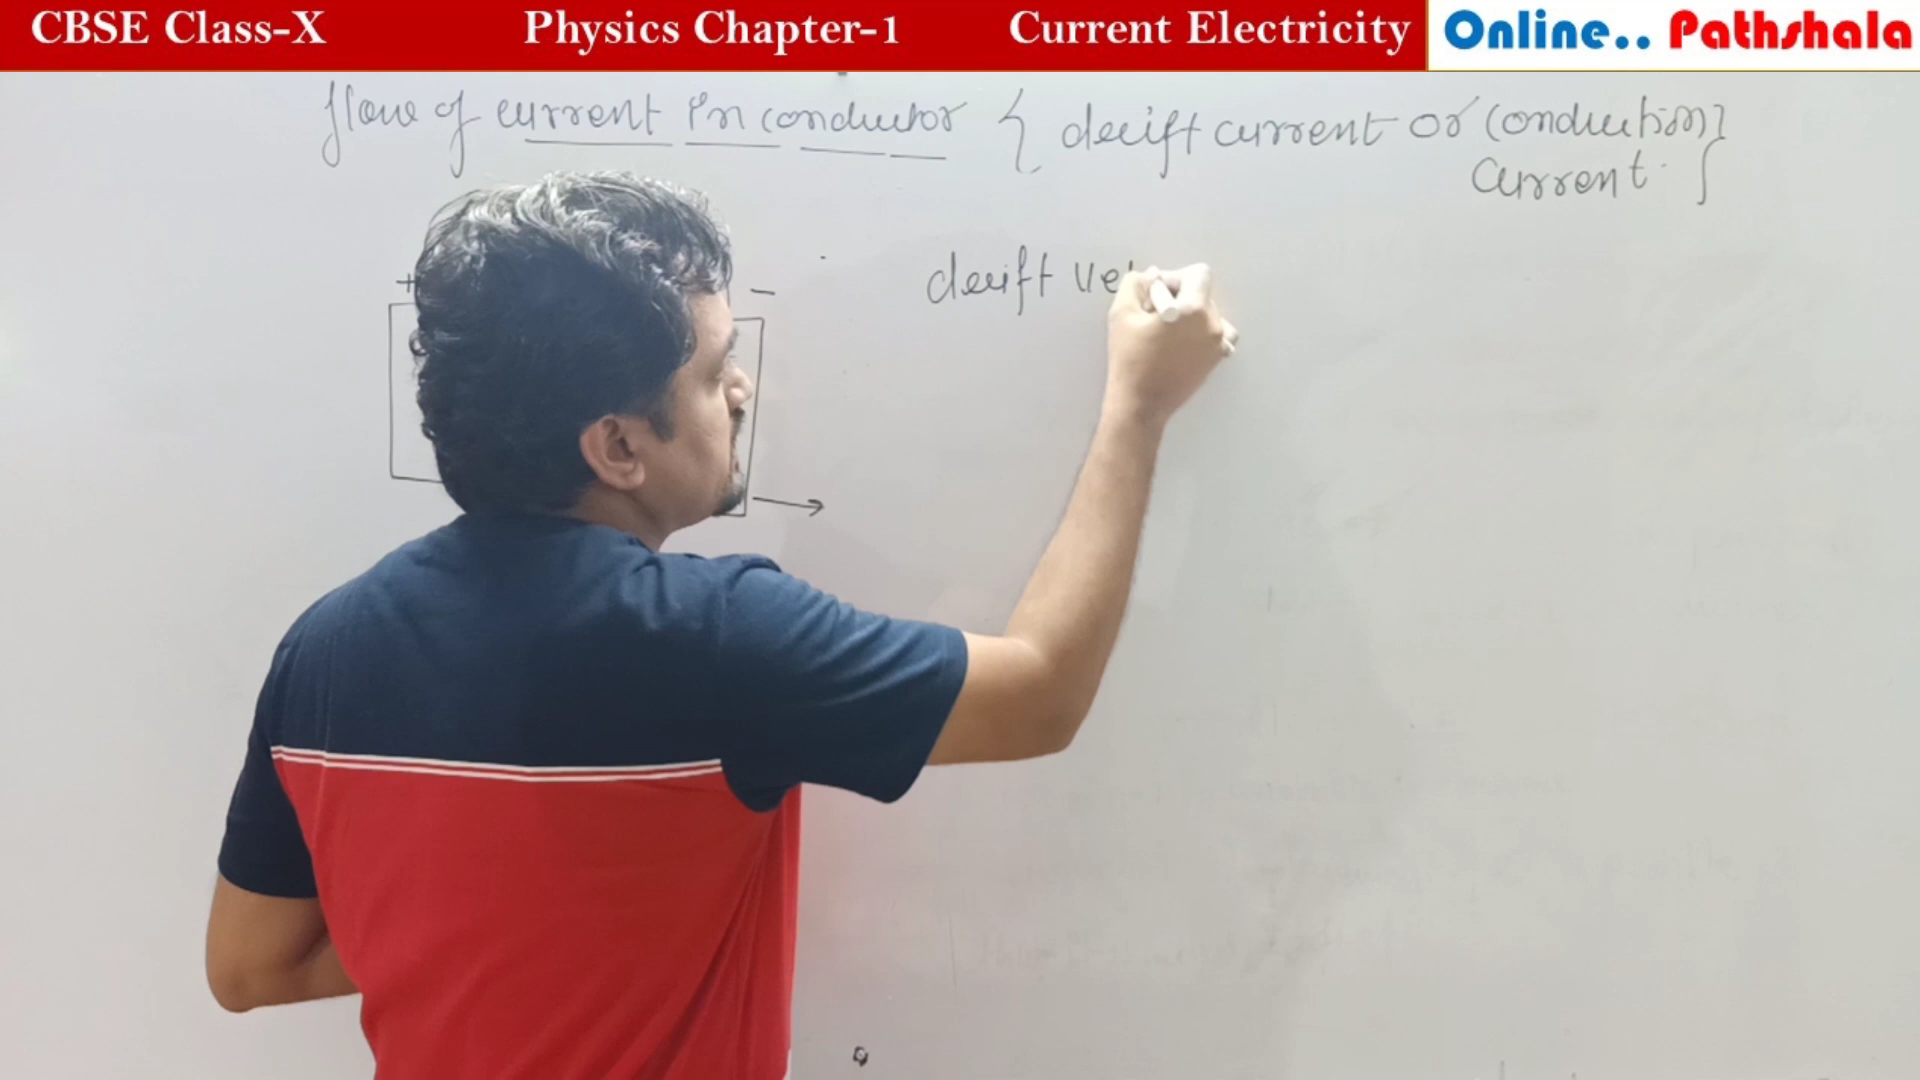 CBSE Class-X Physics Chapter-1 Current Electricity Online.. Pathshala
flow of current in conductor { drift current or (onduction}
current. }
+ −
drift ve